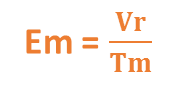 Em = Vr
Tm